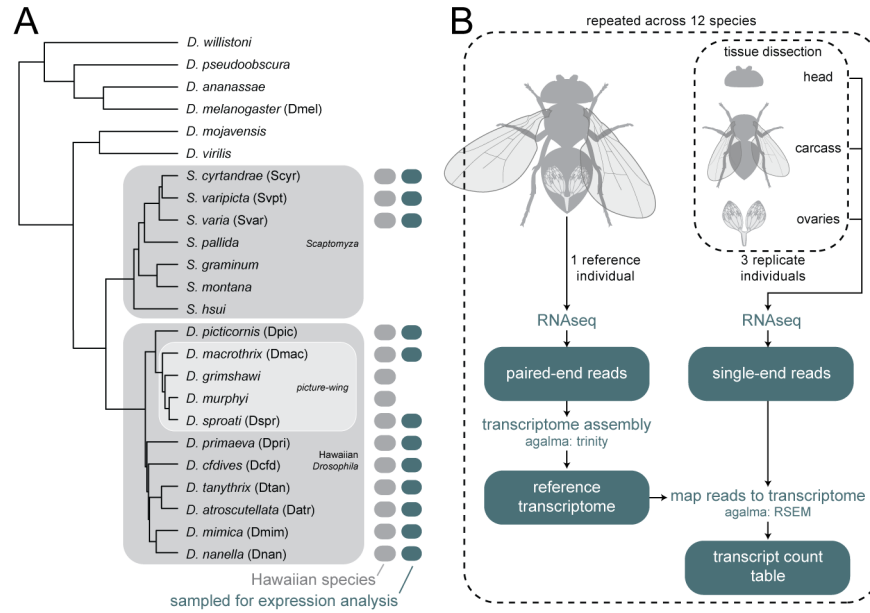 A
D. willistoni
D. pseudoobscura
D. ananassae
D. melanogaster (Dmel)
D. mojavensis
D. virilis
S. cyrtandrae (Scyr)
S. varipicta (Svpt)
S. varia (Svar)
S. pallida
Scaptomyza
S. graminum
S. montana
S. hsui
D. picticornis (Dpic)
D. macrothrix (Dmac)
D. grimshawi
picture-wing
D. murphyi
D. sproati (Dspr)
D. primaeva (Dpri)
Hawaiian
Drosophila
D. cfdives (Dcfd)
D. tanythrix (Dtan)
D. atroscutellata (Datr)
D. mimica (Dmim)
D. nanella (Dnan)
Hawaiian species
sampled for expression analysis
B
repeated across 12 species
tissue dissection
head
carcass
ovaries
1 reference
individual
3 replicate
individuals
RNAseq
RNAseq
paired-end reads
single-end reads
transcriptome assembly
agalma: trinity
reference
transcriptome
map reads to transcriptome
agalma: RSEM
transcript count
table